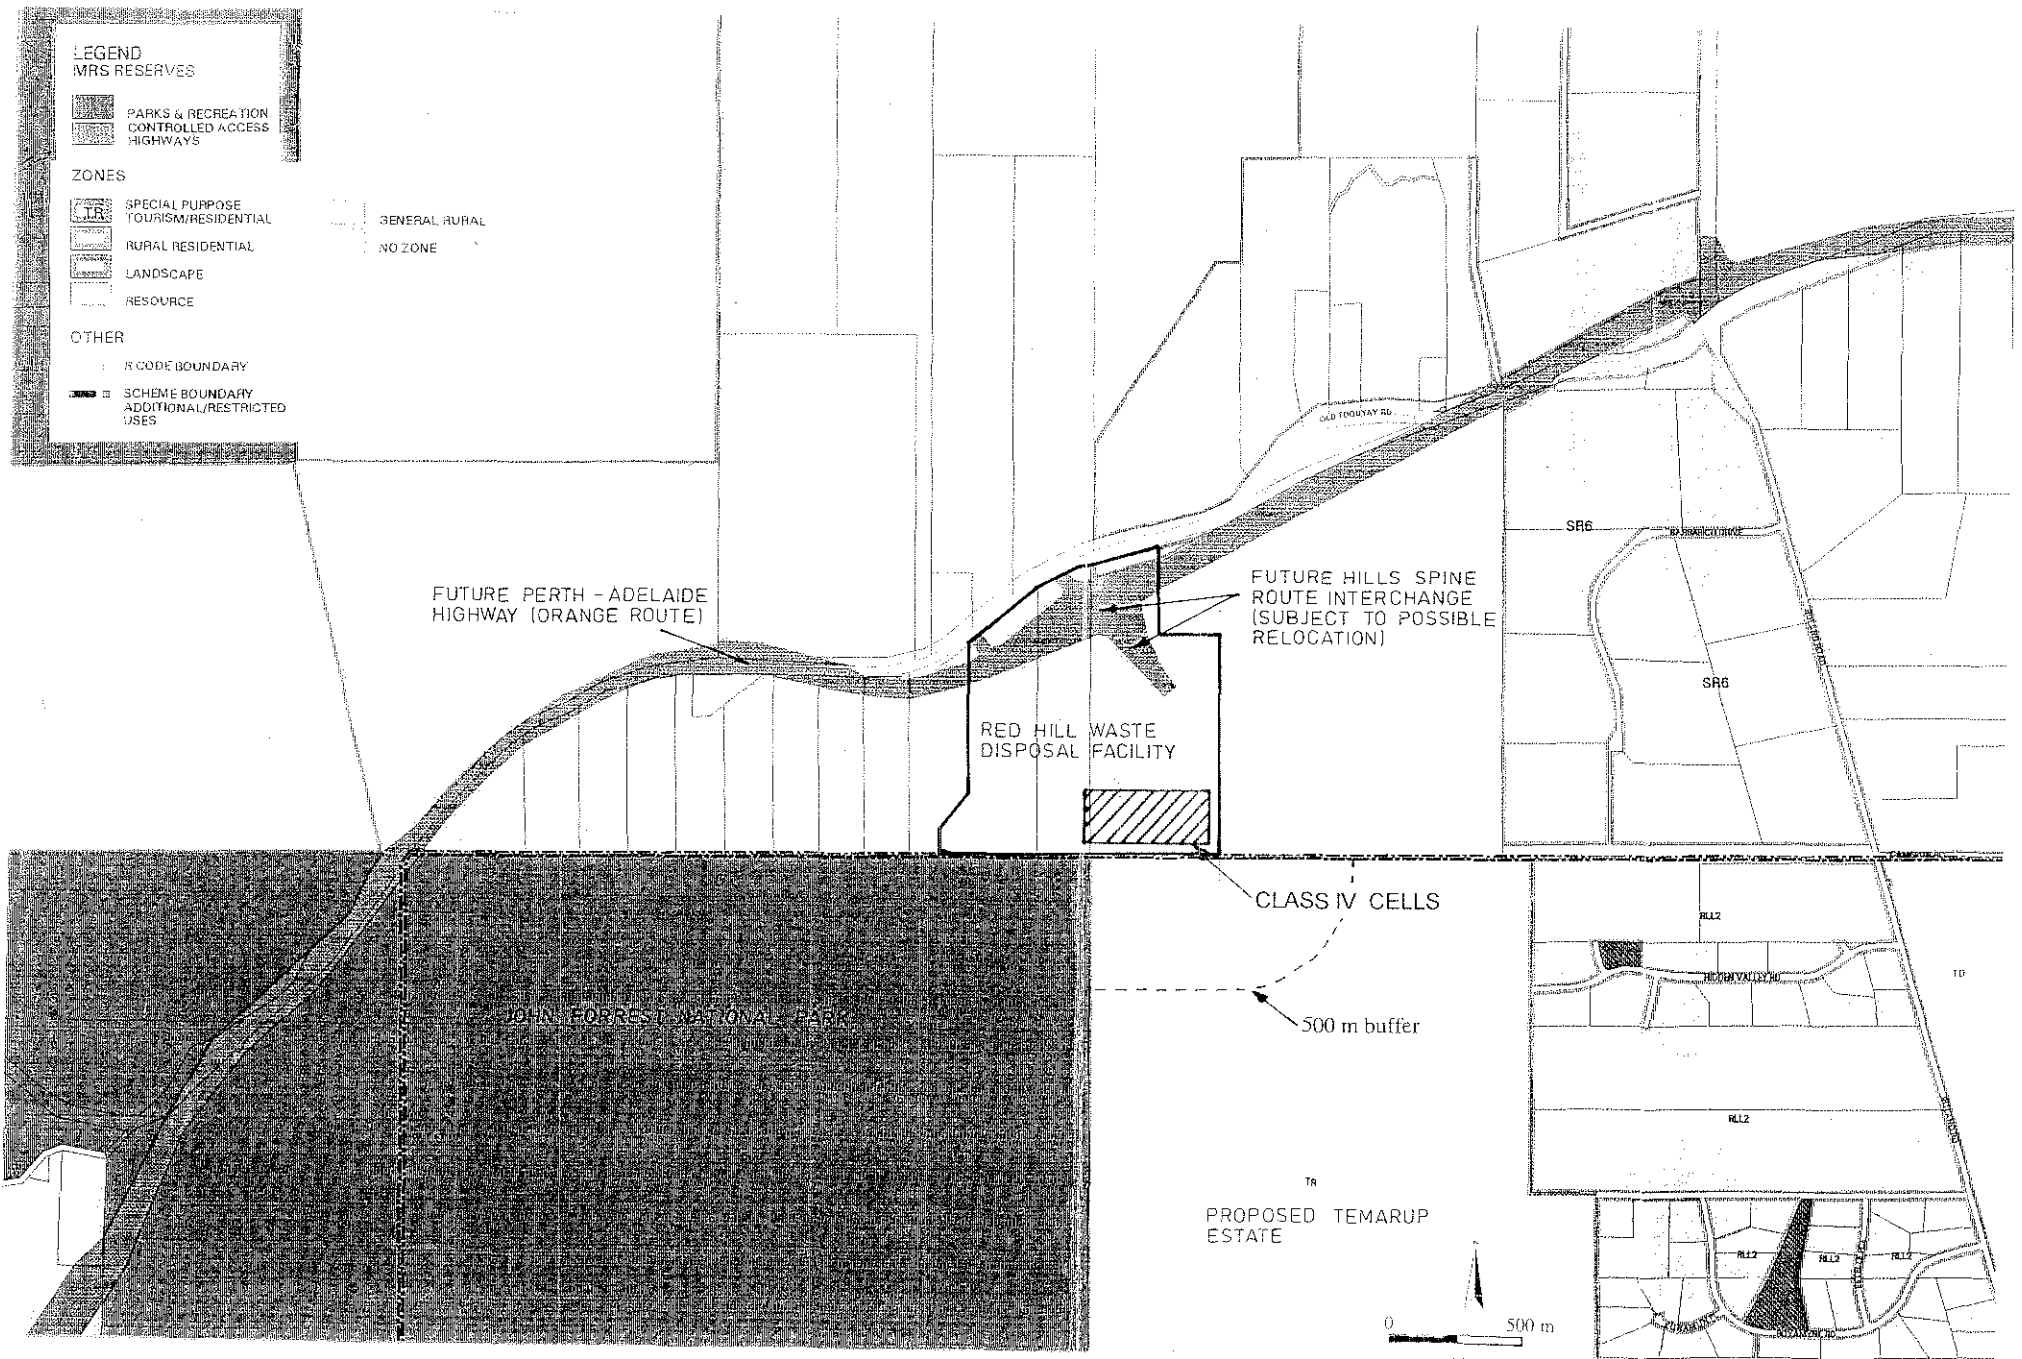 LEGEND
MRS RESERVES
PARKS & RECREATION
CONTROLLED ACCESS
HIGHWAYS
ZONES
TR
SPECIAL PURPOSE
TOURISM/RESIDENTIAL
RURAL RESIDENTIAL
LANDSCAPE
RESOURCE
GENERAL RURAL
NO ZONE
OTHER
R CODE BOUNDARY
SCHEME BOUNDARY
ADDITIONAL/RESTRICTED
USES
OLD TOODYAY RD
SR6
SR6
FUTURE PERTH - ADELAIDE
HIGHWAY (ORANGE ROUTE)
FUTURE HILLS SPINE
ROUTE INTERCHANGE
(SUBJECT TO POSSIBLE
RELOCATION)
RED HILL WASTE
DISPOSAL FACILITY
CLASS IV CELLS
RLL2
HIDDEN VALLEY RD
JOHN FORREST NATIONAL PARK
500 m buffer
RLL2
TR
PROPOSED TEMARUP
ESTATE
RLL2
RLL2
RLL2
0
500 m